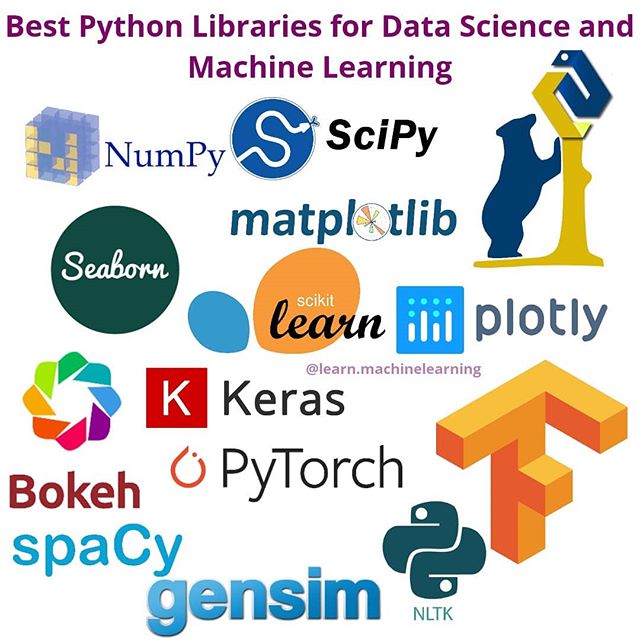 Best Python Libraries for Data Science and
Machine Learning
NumPy
SciPy
matplotlib
Seaborn
scikit
learn
plotly
@learn.machinelearning
K Keras
PyTorch
Bokeh
spaCy
gensim
NLTK